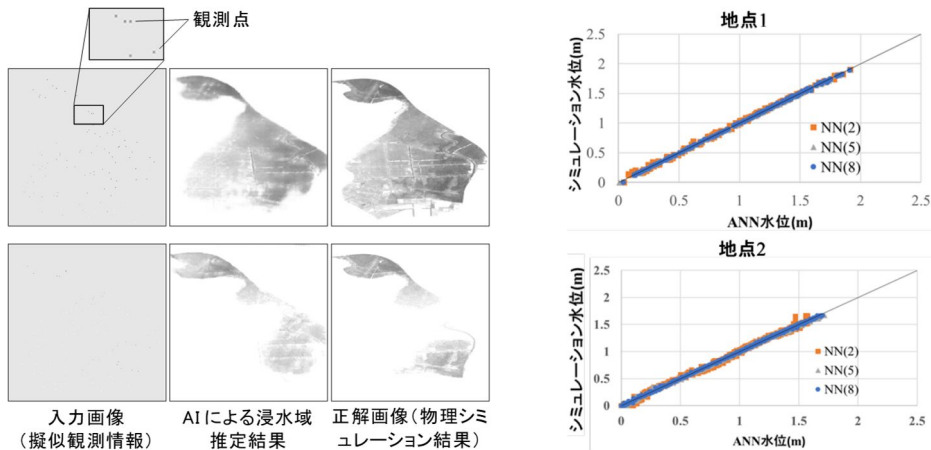 観測点
入力画像
(擬似観測情報)
AIによる浸水域
推定結果
正解画像(物理シミ
ュレーション結果)
地点1
シミュレーション水位(m)
2.5
2.0
1.5
1.0
0.5
0
NN(2)
NN(5)
NN(8)
0
0.5
1
1.5
2
2.5
ANN水位(m)
地点2
シミュレーション水位(m)
2.5
2
1.5
1
0.5
0
NN(2)
NN(5)
NN(8)
0
0.5
1
1.5
2
2.5
ANN水位(m)